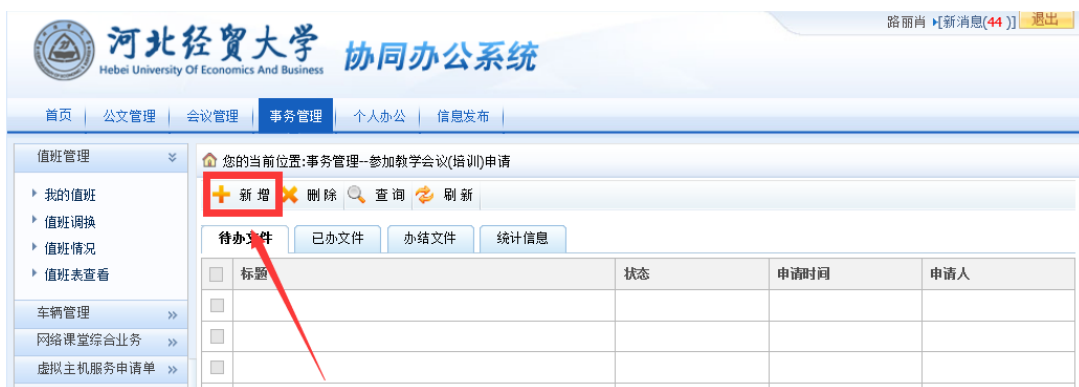 路丽肖 [新消息(44 )] 退出
河北经贸大学 协同办公系统
Hebei University Of Economics And Business
首页 公文管理 会议管理 事务管理 个人办公 信息发布
值班管理
您的当前位置:事务管理--参加教学会议(培训)申请
我的值班
值班调换
值班情况
值班表查看
车辆管理
网络课堂综合业务
虚拟主机服务申请单
新增 删除 查询 刷新
待办文件 已办文件 办结文件 统计信息
标题 状态 申请时间 申请人